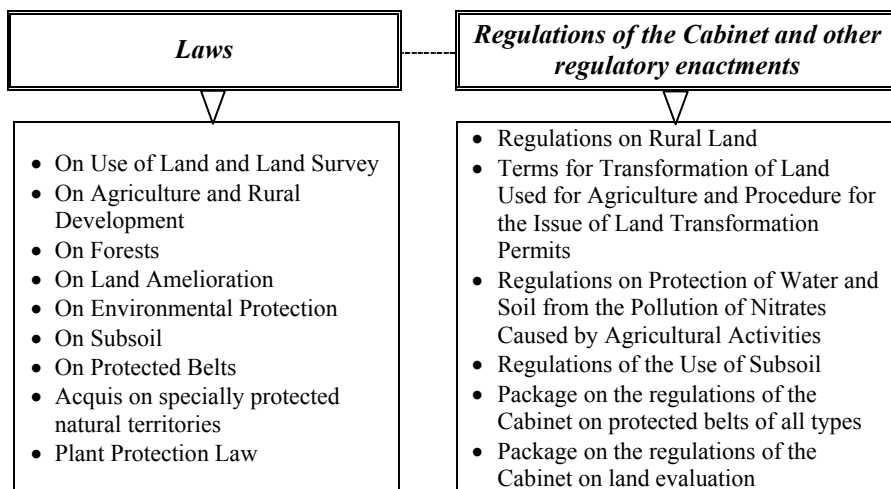 Laws
• On Use of Land and Land Survey
• On Agriculture and Rural
Development
• On Forests
• On Land Amelioration
• On Environmental Protection
• On Subsoil
• On Protected Belts
• Acquis on specially protected
natural territories
• Plant Protection Law
Regulations of the Cabinet and other
regulatory enactments
• Regulations on Rural Land
• Terms for Transformation of Land
Used for Agriculture and Procedure for
the Issue of Land Transformation
Permits
• Regulations on Protection of Water and
Soil from the Pollution of Nitrates
Caused by Agricultural Activities
• Regulations of the Use of Subsoil
• Package on the regulations of the
Cabinet on protected belts of all types
• Package on the regulations of the
Cabinet on land evaluation